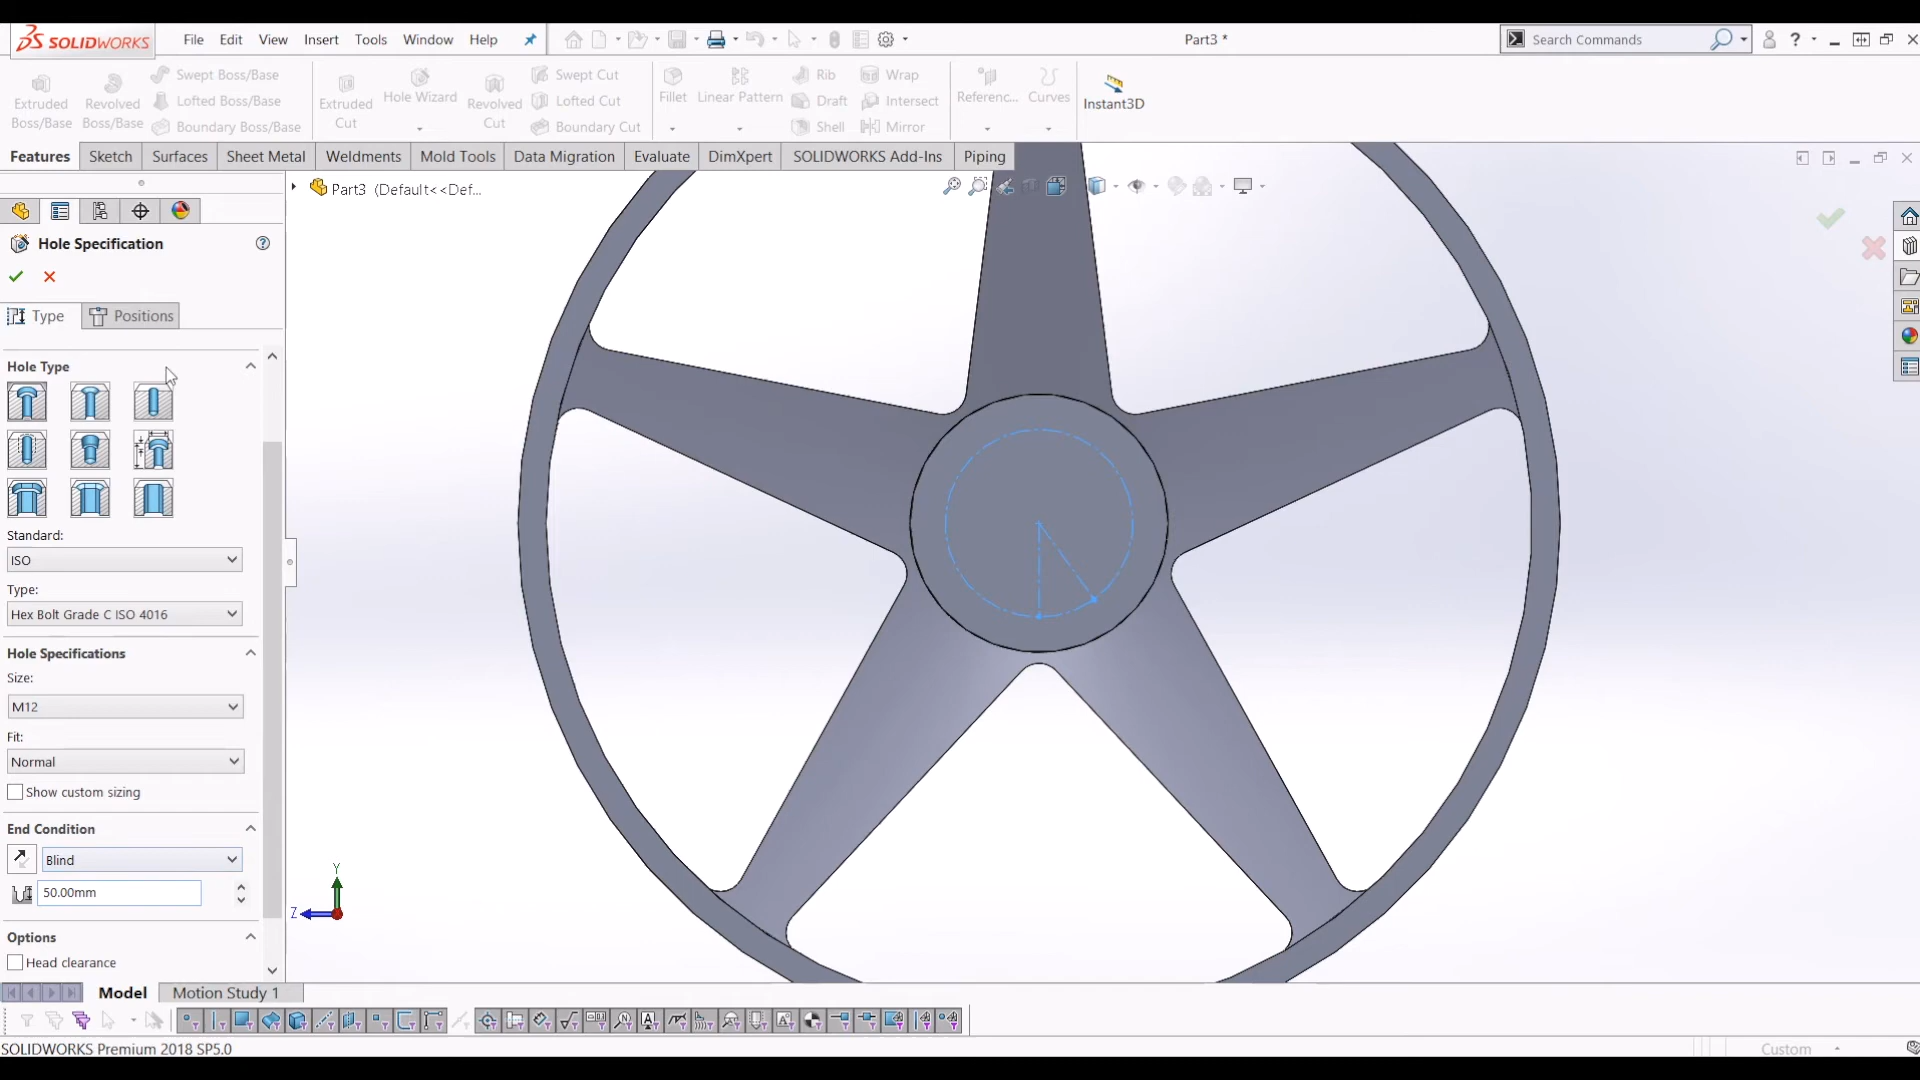 SOLIDWORKS File Edit View Insert Tools Window Help Part3 * Search Commands ?
Extruded Boss/Base
Revolved Boss/Base
Swept Boss/Base
Lofted Boss/Base
Boundary Boss/Base
Extruded Cut
Hole Wizard
Revolved Cut
Swept Cut
Lofted Cut
Boundary Cut
Fillet
Linear Pattern
Rib
Draft
Shell
Wrap
Intersect
Mirror
Referenc...
Curves
Instant3D
Features Sketch Surfaces Sheet Metal Weldments Mold Tools Data Migration Evaluate DimXpert SOLIDWORKS Add-Ins Piping
Part3 (Default<<Def...
Hole Specification ?
Type Positions
Hole Type
Standard:
ISO
Type:
Hex Bolt Grade C ISO 4016
Hole Specifications
Size:
M12
Fit:
Normal
Show custom sizing
End Condition
Blind
50.00mm
Options
Head clearance
Y
Z
Model Motion Study 1
SOLIDWORKS Premium 2018 SP5.0 Custom